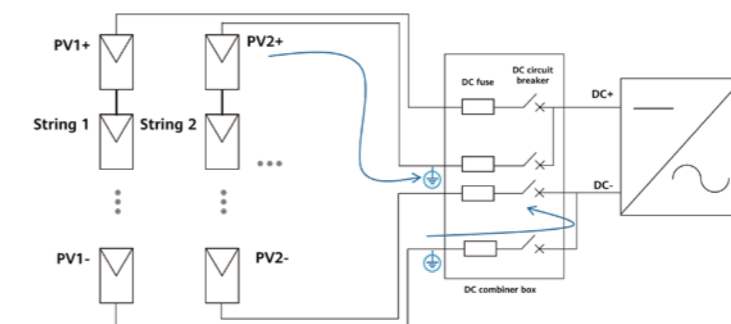 PV1+
PV2+
DC fuse
DC circuit
breaker
DC+
String 1
String 2
DC-
PV1-
PV2-
DC combiner box